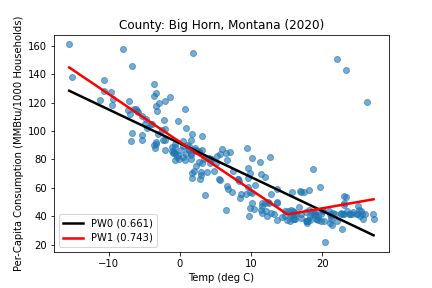 County: Big Horn, Montana (2020)
Per-Capita Consumption (MMBtu/1000 Households)
160
140
120
100
80
60
40
20
PW0 (0.661)
PW1 (0.743)
−10
0
10
20
Temp (deg C)